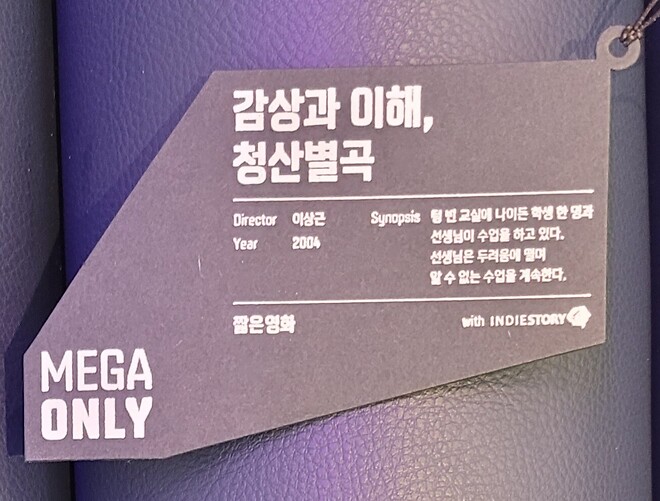 감상과 이해,
청산별곡
Director 이상근
Year 2004
Synopsis 텅 빈 교실에 나이든 학생 한 명과
선생님이 수업을 하고 있다.
선생님은 두려움에 떨며
알 수 없는 수업을 계속한다.
짧은영화
with INDIESTORY
MEGA
ONLY